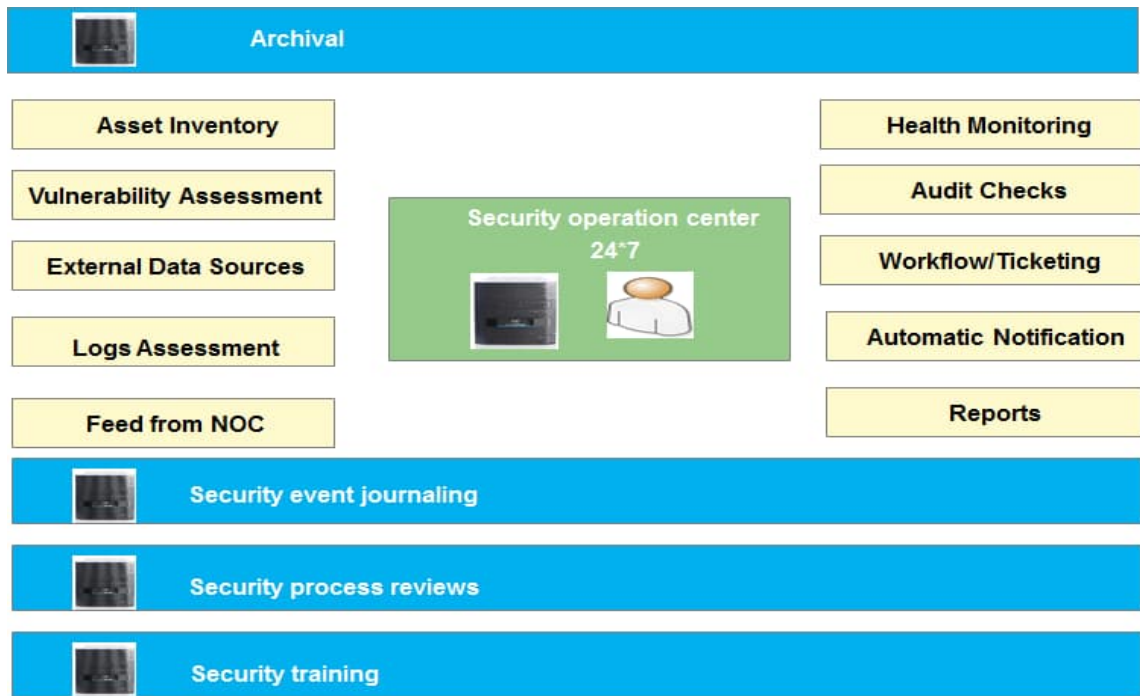 Archival
Asset Inventory
Vulnerability Assessment
External Data Sources
Logs Assessment
Feed from NOC
Security operation center
24*7
Health Monitoring
Audit Checks
Workflow/Ticketing
Automatic Notification
Reports
Security event journaling
Security process reviews
Security training